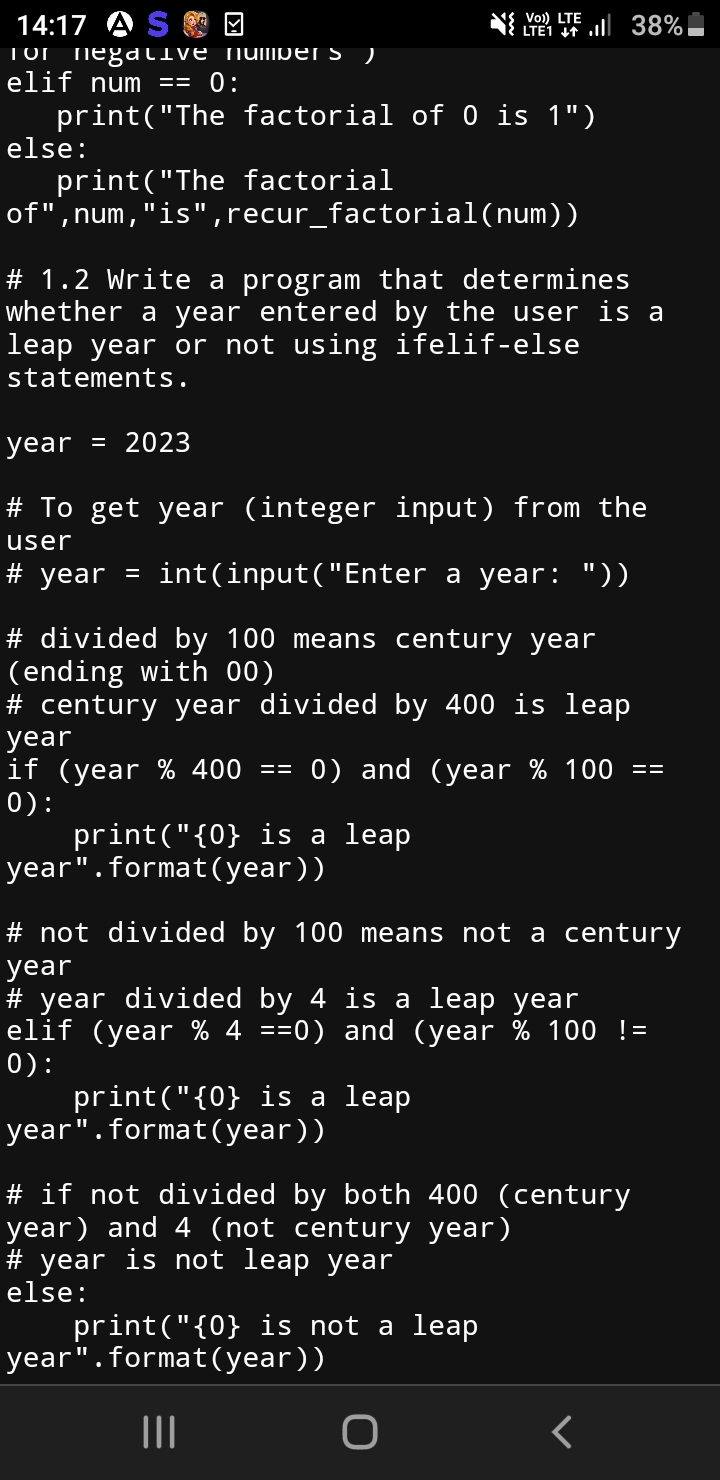 14:17 S Vo)) LTE LTE1 38%
for negative numbers")
elif num == 0:
   print("The factorial of 0 is 1")
else:
   print("The factorial
of",num,"is",recur_factorial(num))
# 1.2 Write a program that determines
whether a year entered by the user is a
leap year or not using ifelif-else
statements.
year = 2023
# To get year (integer input) from the
user
# year = int(input("Enter a year: "))
# divided by 100 means century year
(ending with 00)
# century year divided by 400 is leap
year
if (year % 400 == 0) and (year % 100 ==
0):
    print("{0} is a leap
year".format(year))
# not divided by 100 means not a century
year
# year divided by 4 is a leap year
elif (year % 4 ==0) and (year % 100 !=
0):
    print("{0} is a leap
year".format(year))
# if not divided by both 400 (century
year) and 4 (not century year)
# year is not leap year
else:
    print("{0} is not a leap
year".format(year))